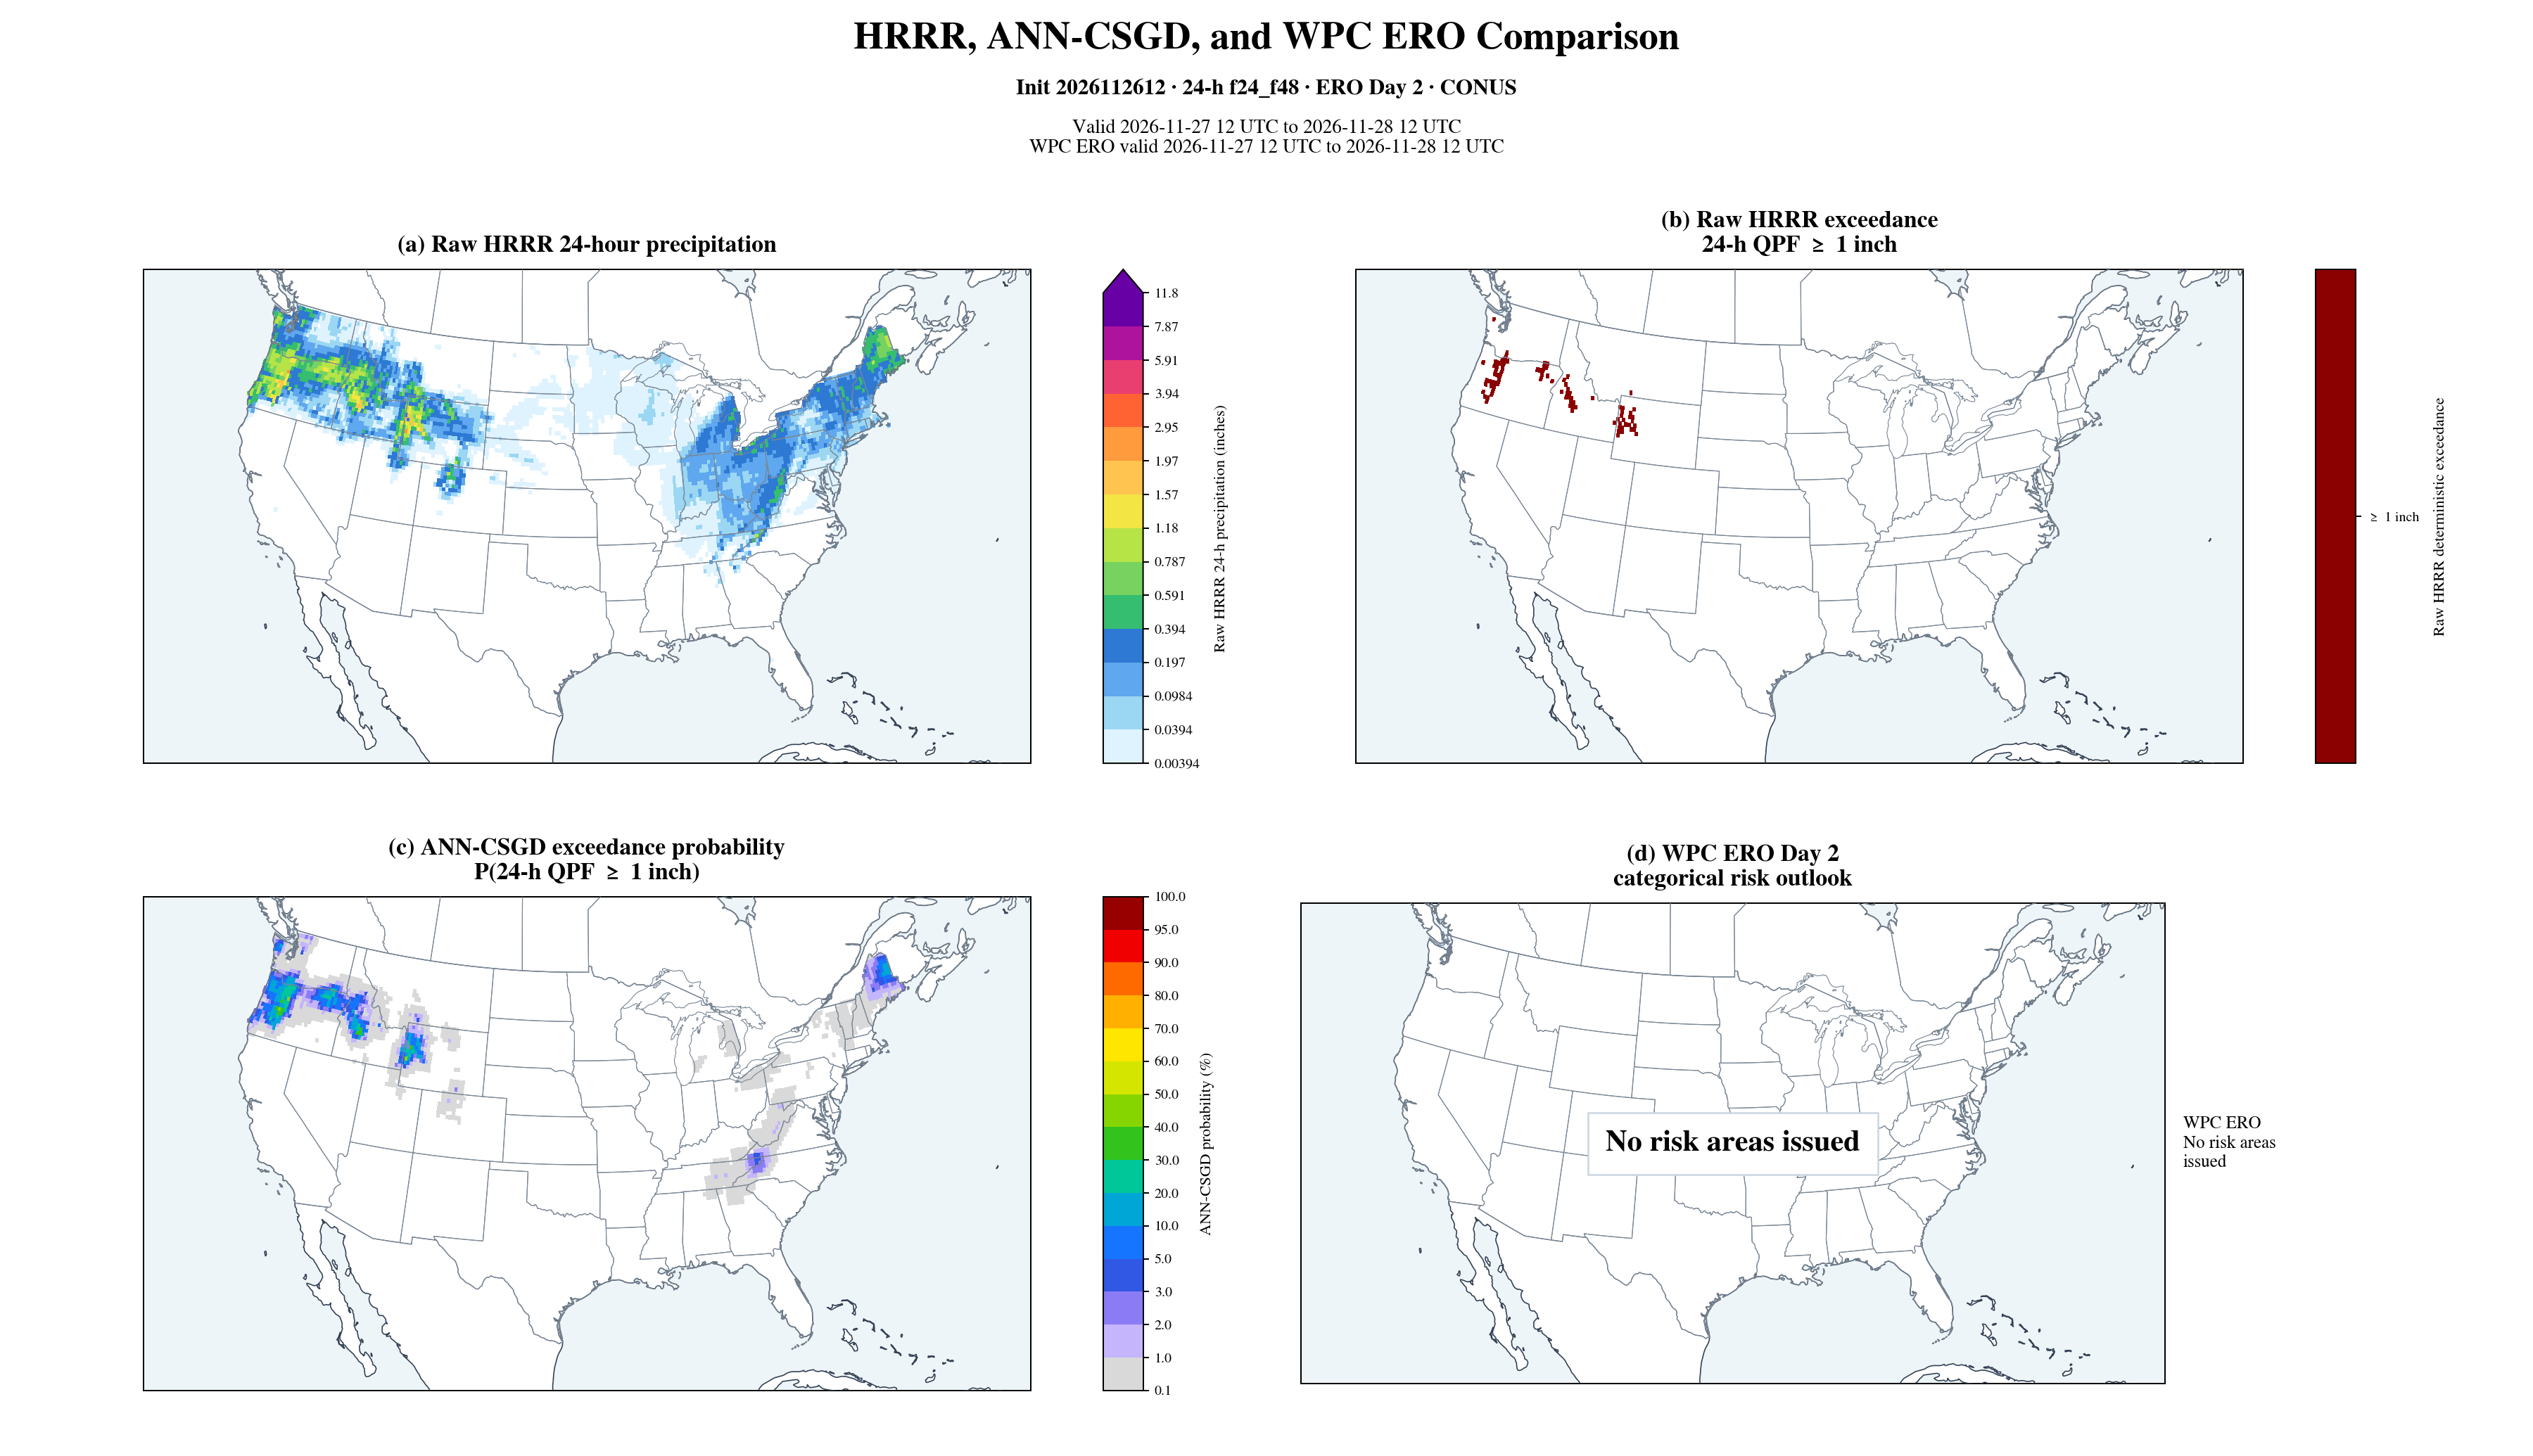 HRRR, ANN-CSGD, and WPC ERO Comparison
Init 2026112612 · 24-h f24_f48 · ERO Day 2 · CONUS
Valid 2026-11-27 12 UTC to 2026-11-28 12 UTC
WPC ERO valid 2026-11-27 12 UTC to 2026-11-28 12 UTC
(a) Raw HRRR 24-hour precipitation
11.8
7.87
5.91
4.94
3.94
2.95
1.97
1.57
1.18
0.787
0.591
0.394
0.197
0.0984
0.0394
0.00394
Raw HRRR 24-h precipitation (inches)
(b) Raw HRRR exceedance
24-h QPF ≥ 1 inch
≥ 1 inch
Raw HRRR deterministic exceedance
(c) ANN-CSGD exceedance probability
P(24-h QPF ≥ 1 inch)
100.0
95.0
90.0
80.0
70.0
60.0
50.0
40.0
30.0
20.0
10.0
5.0
3.0
2.0
1.0
0.1
ANN-CSGD probability (%)
(d) WPC ERO Day 2
categorical risk outlook
No risk areas issued
WPC ERO
No risk areas
issued